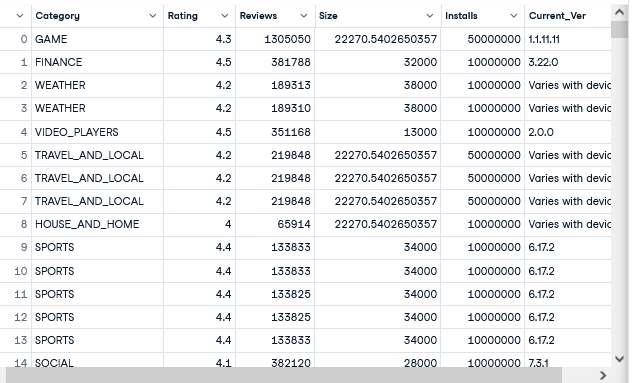 Category Rating Reviews Size Installs Current_Ver
0 GAME 4.3 1305050 22270.5402650357 50000000 1.1.11.11
1 FINANCE 4.5 381788 32000 10000000 3.22.0
2 WEATHER 4.2 189313 38000 10000000 Varies with devic
3 WEATHER 4.2 189310 38000 10000000 Varies with devic
4 VIDEO_PLAYERS 4.5 351168 13000 10000000 2.0.0
5 TRAVEL_AND_LOCAL 4.2 219848 22270.5402650357 50000000 Varies with devic
6 TRAVEL_AND_LOCAL 4.2 219848 22270.5402650357 50000000 Varies with devic
7 TRAVEL_AND_LOCAL 4.2 219848 22270.5402650357 50000000 Varies with devic
8 HOUSE_AND_HOME 4 65914 22270.5402650357 10000000 Varies with devic
9 SPORTS 4.4 133833 34000 10000000 6.17.2
10 SPORTS 4.4 133833 34000 10000000 6.17.2
11 SPORTS 4.4 133825 34000 10000000 6.17.2
12 SPORTS 4.4 133825 34000 10000000 6.17.2
13 SPORTS 4.4 133833 34000 10000000 6.17.2
14 SOCIAL 4.1 382120 28000 10000000 7.3.1